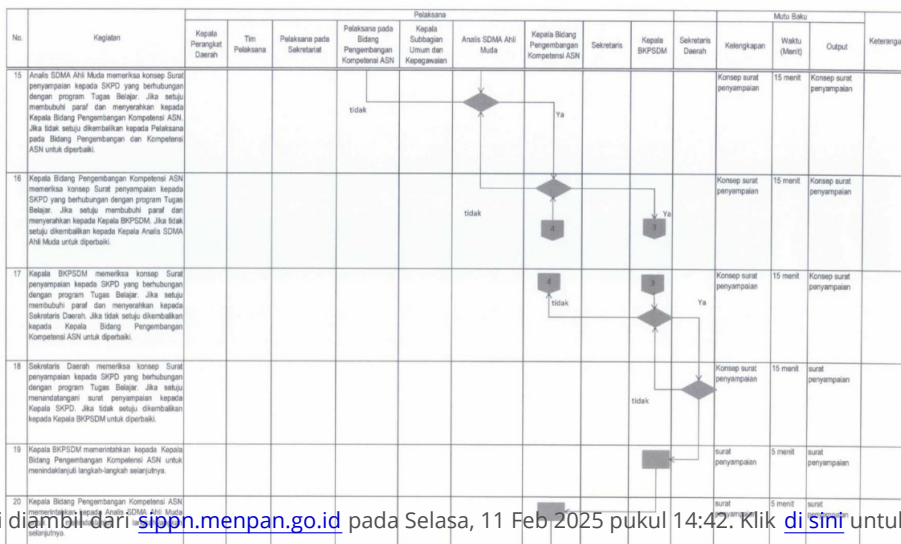 Pelaksana
Mutu Baku
No.
Kegiatan
Kepala Perangkat Daerah
Tim Pelaksana
Pelaksana pada Sekretariat
Pelaksana pada Bidang Pengembangan Kompetensi ASN
Kepala Subbagian Umum dan Kepegawaian
Analis SDMA Ahli Muda
Kepala Bidang Pengembangan Kompetensi ASN
Sekretaris
Kepala BKPSDM
Sekretaris Daerah
Kelengkapan
Waktu (Menit)
Output
Keteranga
15
Analis SDMA Ahli Muda memeriksa konsep Surat
penyampaian kepada SKPD yang berhubungan
dengan program Tugas Belajar. Jika setuju
membubuhi paraf dan menyerahkan kepada
Kepala Bidang Pengembangan Kompetensi ASN.
Jika tidak setuju dikembalikan kepada Pelaksana
pada Bidang Pengembangan dan Kompetensi
ASN untuk diperbaiki.
tidak
Ya
Konsep surat
penyampaian
15 menit
Konsep surat
penyampaian
16
Kepala Bidang Pengembangan Kompetensi ASN
memeriksa konsep Surat penyampaian kepada
SKPD yang berhubungan dengan program Tugas
Belajar. Jika setuju membubuhi paraf dan
menyerahkan kepada Kepala BKPSDM. Jika tidak
setuju dikembalikan kepada Kepala Analis SDMA
Ahli Muda untuk diperbaiki.
tidak
4
3
Ya
Konsep surat
penyampaian
15 menit
Konsep surat
penyampaian
17
Kepala BKPSDM memeriksa konsep Surat
penyampaian kepada SKPD yang berhubungan
dengan program Tugas Belajar. Jika setuju
membubuhi paraf dan menyerahkan kepada
Sekretaris Daerah. Jika tidak setuju dikembalikan
kepada Kepala Bidang Pengembangan
Kompetensi ASN untuk diperbaiki.
4
tidak
3
Ya
Konsep surat
penyampaian
15 menit
Konsep surat
penyampaian
18
Sekretaris Daerah memeriksa konsep Surat
penyampaian kepada SKPD yang berhubungan
dengan program Tugas Belajar. Jika setuju
menandatangani surat penyampaian kepada
Kepala SKPD. Jika tidak setuju dikembalikan
kepada Kepala BKPSDM untuk diperbaiki.
tidak
Konsep surat
penyampaian
15 menit
surat
penyampaian
19
Kepala BKPSDM memerintahkan kepada Kepala
Bidang Pengembangan Kompetensi ASN untuk
menindaklanjuti langkah-langkah selanjutnya.
surat
penyampaian
5 menit
surat
penyampaian
20
Kepala Bidang Pengembangan Kompetensi ASN
memerintahkan kepada Analis SDMA Ahli Muda
selanjutnya.
surat
penyampaian
5 menit
surat
penyampaian
i diambil dari sippn.menpan.go.id pada Selasa, 11 Feb 2025 pukul 14:42. Klik di sini untuk